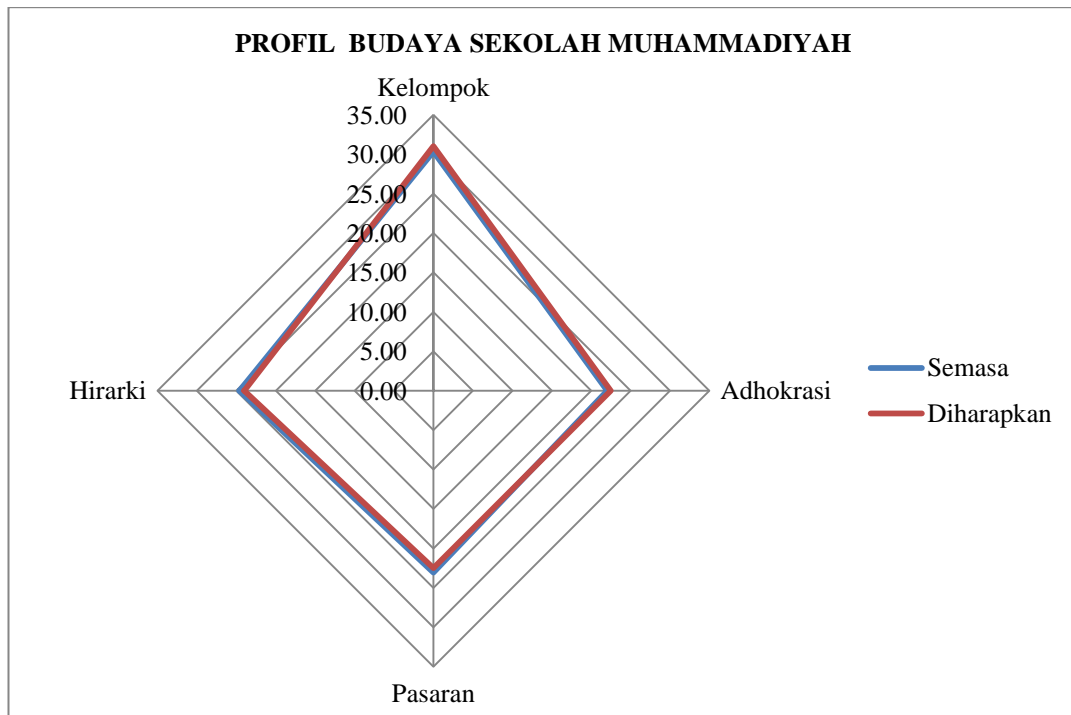 PROFIL BUDAYA SEKOLAH MUHAMMADIYAH
Kelompok
35.00
30.00
25.00
20.00
15.00
10.00
5.00
0.00
Hirarki
Adhokrasi
Semasa
Diharapkan
Pasaran